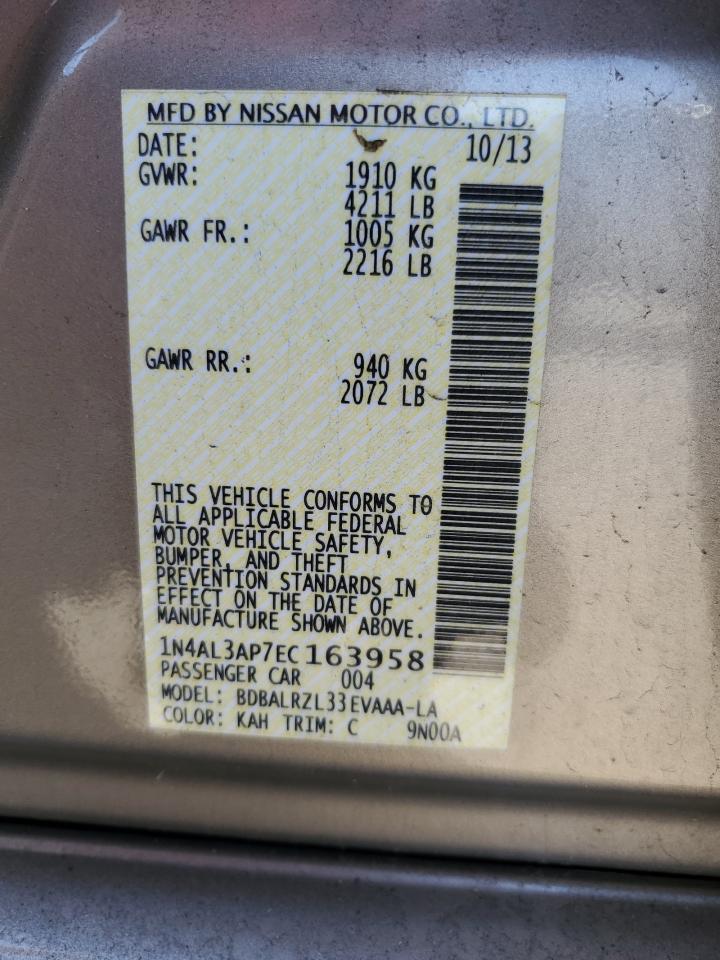 MFD BY NISSAN MOTOR CO., LTD.
DATE: 10/13
GVWR: 1910 KG
4211 LB
GAWR FR.: 1005 KG
2216 LB
GAWR RR.: 940 KG
2072 LB
THIS VEHICLE CONFORMS TO
ALL APPLICABLE FEDERAL
MOTOR VEHICLE SAFETY,
BUMPER, AND THEFT
PREVENTION STANDARDS IN
EFFECT ON THE DATE OF
MANUFACTURE SHOWN ABOVE.
1N4AL3AP7EC163958
PASSENGER CAR 004
MODEL: BDBALRZL33EVAAA-LA
COLOR: KAH TRIM: C 9N00A